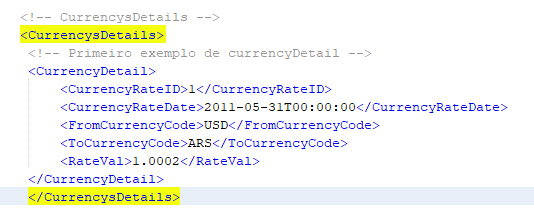 <!-- CurrencysDetails -->
<CurrencysDetails>
<!-- Primeiro exemplo de currencyDetail -->
<CurrencyDetail>
<CurrencyRateID>1</CurrencyRateID>
<CurrencyRateDate>2011-05-31T00:00:00</CurrencyRateDate>
<FromCurrencyCode>USD</FromCurrencyCode>
<ToCurrencyCode>ARS</ToCurrencyCode>
<RateVal>1.0002</RateVal>
</CurrencyDetail>
</CurrencysDetails>